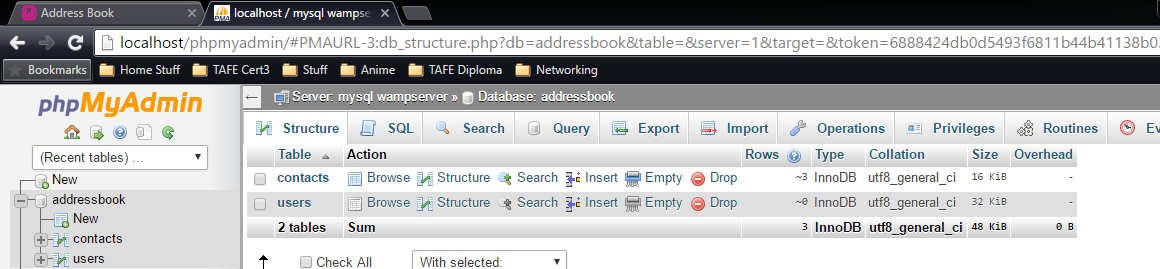 Address Book
localhost / mysql wampser
localhost/phpmyadmin/#PMAURL-3:db_structure.php?db=addressbook&table=&server=1&target=&token=6888424db0d5493f6811b44b41138b0
Bookmarks Home Stuff TAFE Cert3 Stuff Anime TAFE Diploma Networking
phpMyAdmin
(Recent tables) ...
New
addressbook
New
contacts
users
Server: mysql wampserver » Database: addressbook
Structure SQL Search Query Export Import Operations Privileges Routines Ev
Table Action Rows Type Collation Size Overhead
contacts Browse Structure Search Insert Empty Drop ~3 InnoDB utf8_general_ci 16 KiB -
users Browse Structure Search Insert Empty Drop ~0 InnoDB utf8_general_ci 32 KiB -
2 tables Sum 3 InnoDB utf8_general_ci 48 KiB 0 B
Check All With selected: